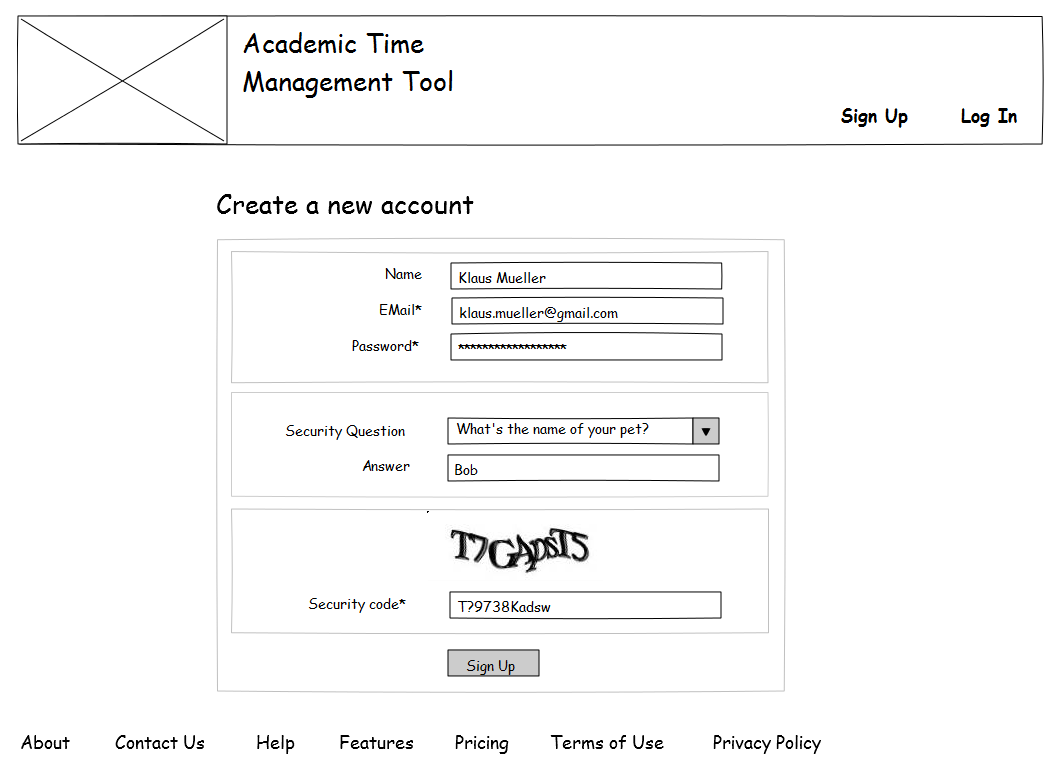 Academic Time
Management Tool
Sign Up Log In
Create a new account
Name Klaus Mueller
EMail* klaus.mueller@gmail.com
Password* ******************
Security Question What's the name of your pet? ▼
Answer Bob
T7GApsT5
Security code* T?9738Kadsw
Sign Up
About Contact Us Help Features Pricing Terms of Use Privacy Policy